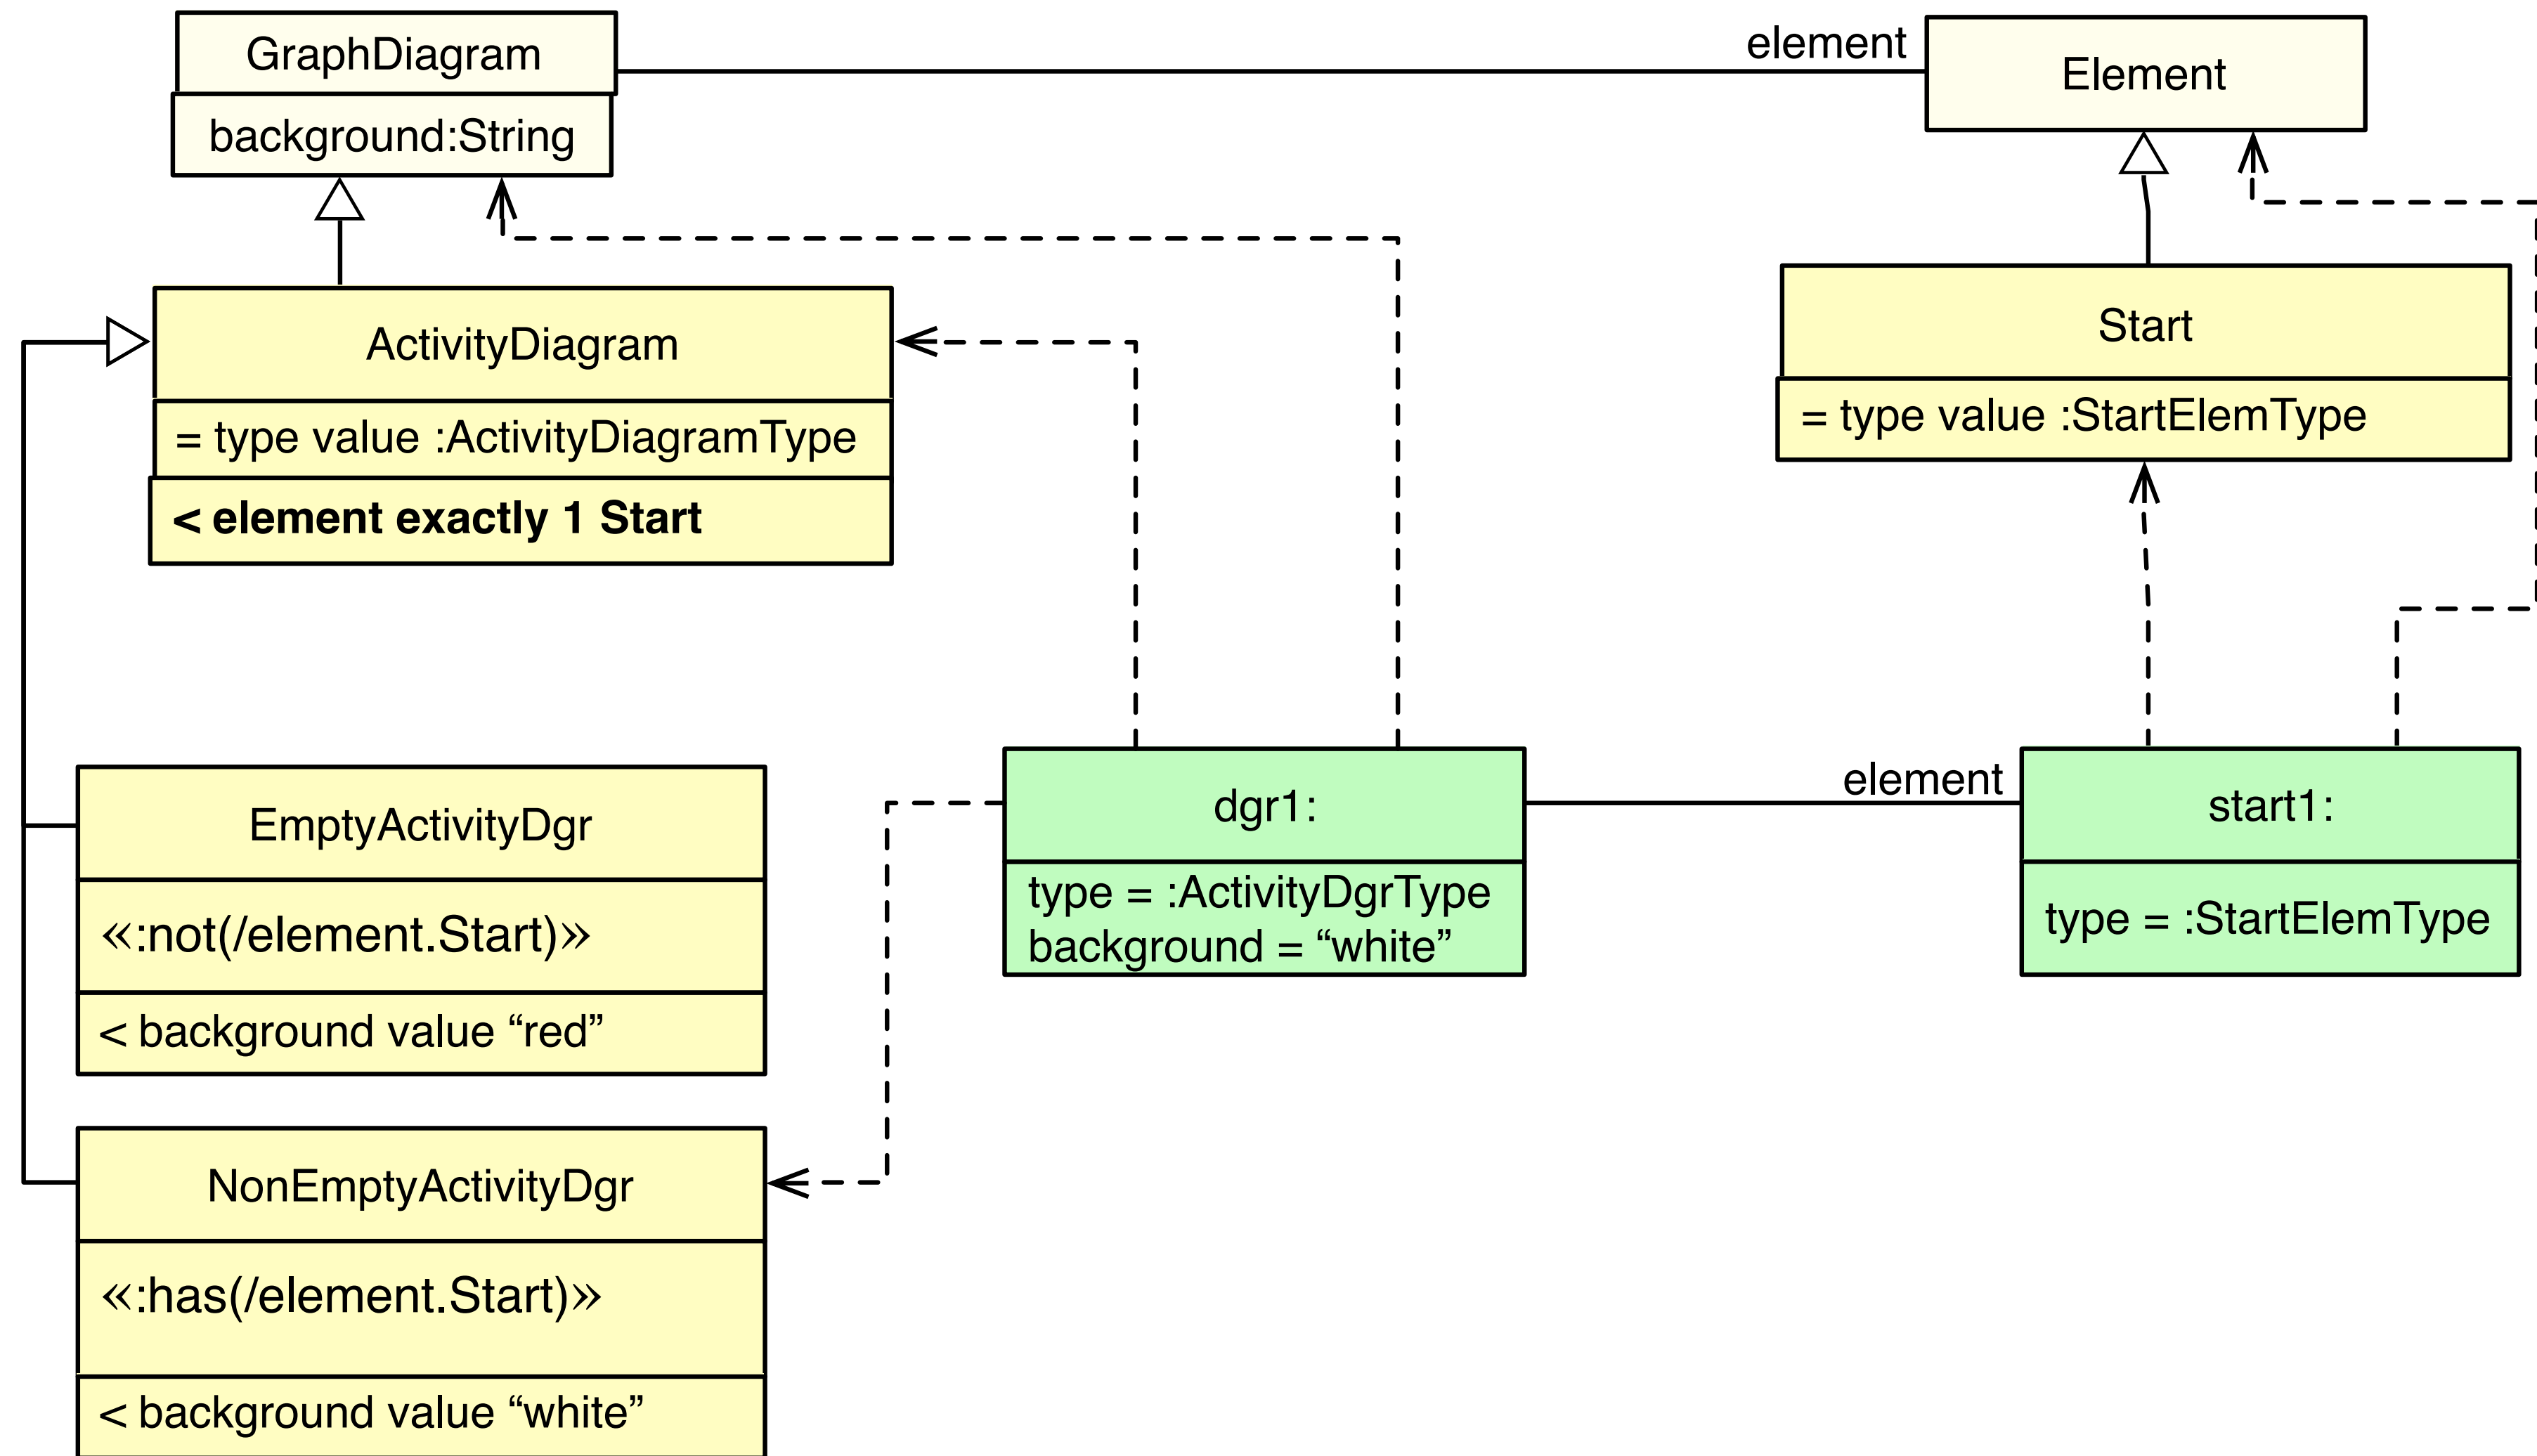 GraphDiagram
background:String
element
Element
ActivityDiagram
= type value :ActivityDiagramType
< element exactly 1 Start
Start
= type value :StartElemType
EmptyActivityDgr
«:not(/element.Start)»
< background value “red”
dgr1:
type = :ActivityDgrType
background = “white”
element
start1:
type = :StartElemType
NonEmptyActivityDgr
«:has(/element.Start)»
< background value “white”